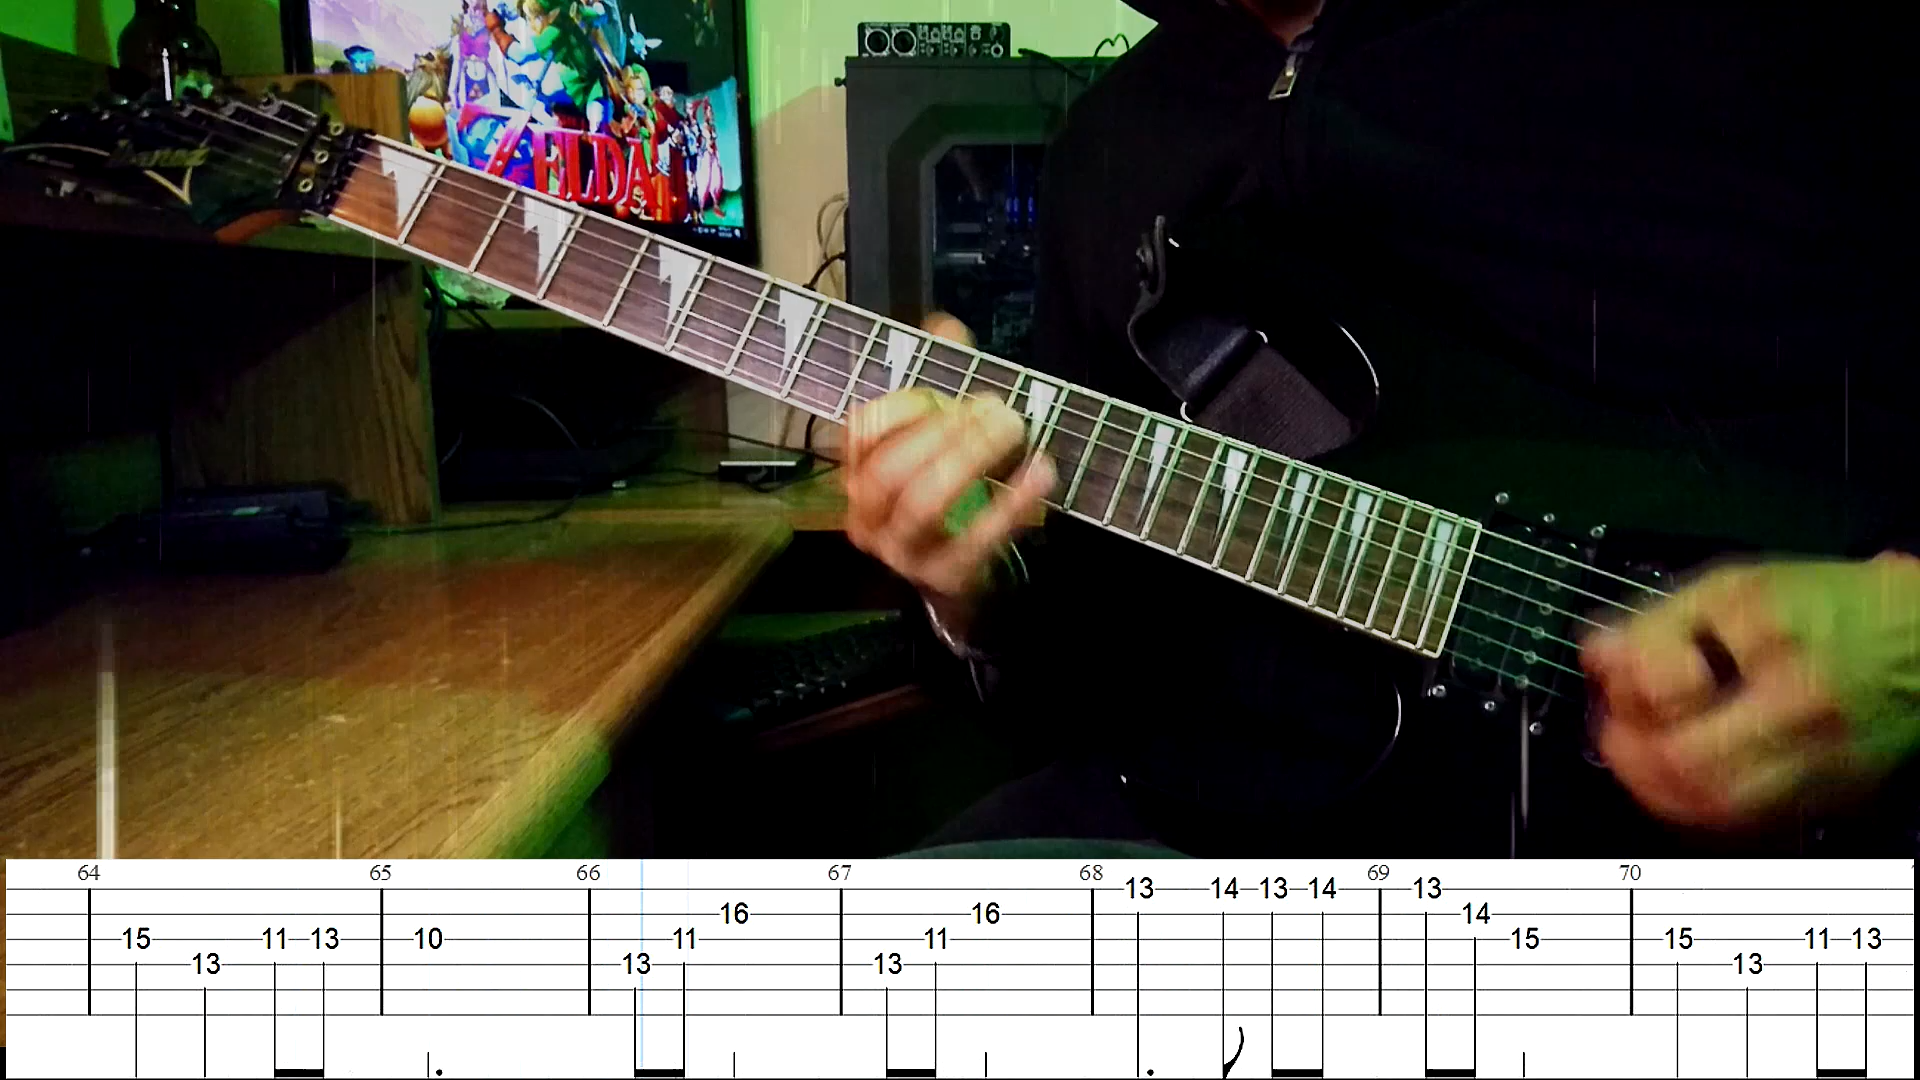 Ibanez
ZELDA
64 65 66 67 68 69 70
13 14 13 14 13
16 16 14
15 11 13 10 11 11 15 15 11 13
13 13 13 13